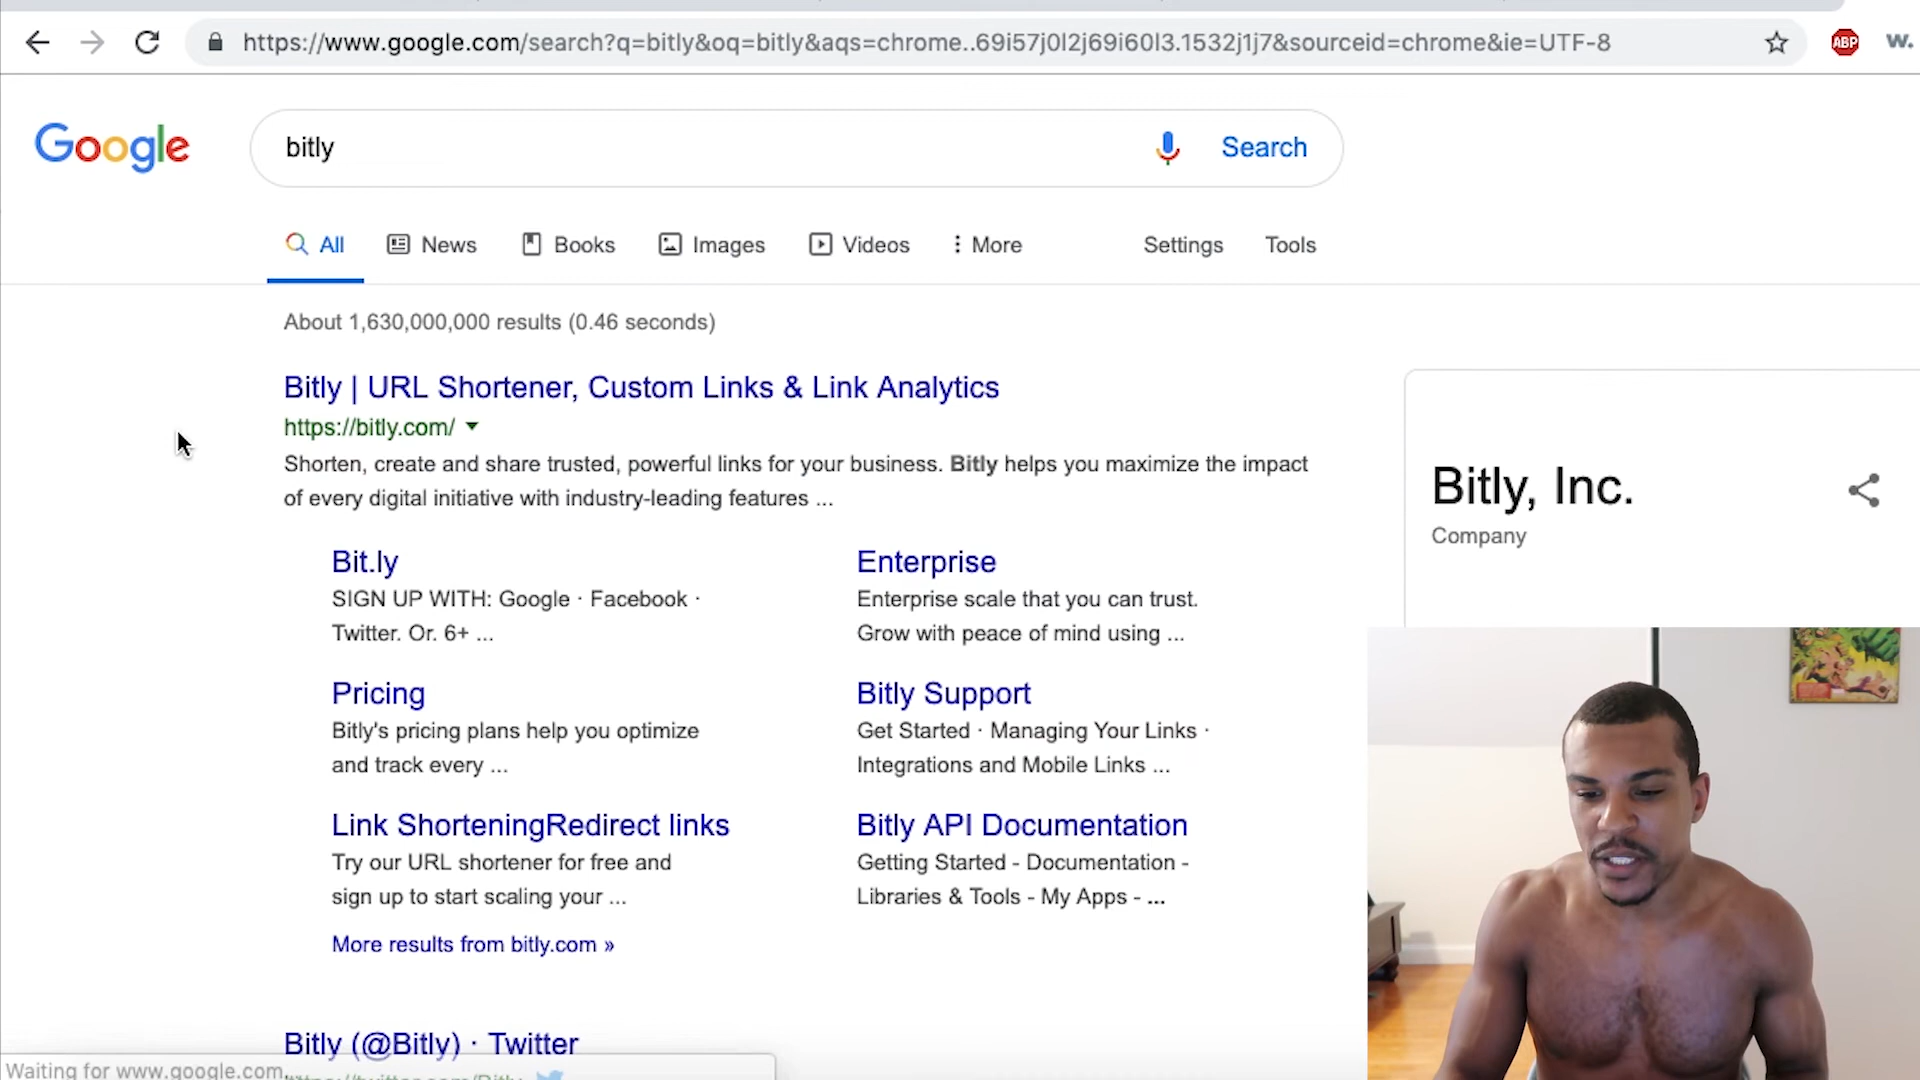 https://www.google.com/search?q=bitly&oq=bitly&aqs=chrome..69i57j0l2j69i60l3.1532j1j7&sourceid=chrome&ie=UTF-8
ABP
w.
Google
bitly
Search
All
News
Books
Images
Videos
More
Settings
Tools
About 1,630,000,000 results (0.46 seconds)
Bitly | URL Shortener, Custom Links & Link Analytics
https://bitly.com/
Shorten, create and share trusted, powerful links for your business. Bitly helps you maximize the impact
of every digital initiative with industry-leading features ...
Bit.ly
SIGN UP WITH: Google · Facebook ·
Twitter. Or. 6+ ...
Enterprise
Enterprise scale that you can trust.
Grow with peace of mind using ...
Pricing
Bitly's pricing plans help you optimize
and track every ...
Bitly Support
Get Started · Managing Your Links ·
Integrations and Mobile Links ...
Link ShorteningRedirect links
Try our URL shortener for free and
sign up to start scaling your ...
Bitly API Documentation
Getting Started - Documentation -
Libraries & Tools - My Apps - ...
More results from bitly.com »
Bitly, Inc.
Company
Bitly (@Bitly) · Twitter
Waiting for www.google.com...